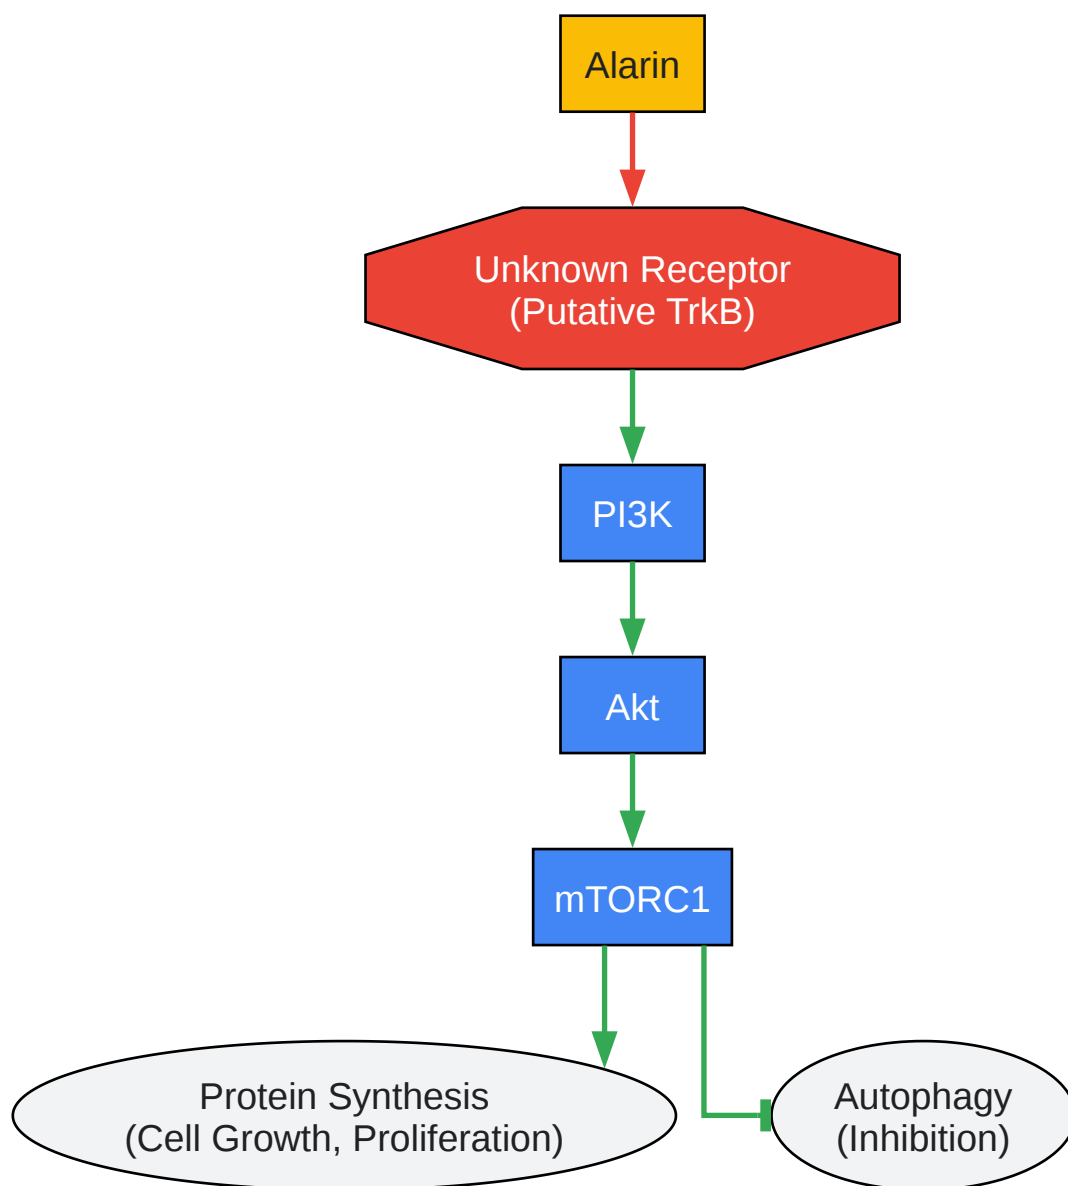 Alarin
Unknown Receptor
(Putative TrkB)
PI3K
Akt
mTORC1
Protein Synthesis
(Cell Growth, Proliferation)
Autophagy
(Inhibition)